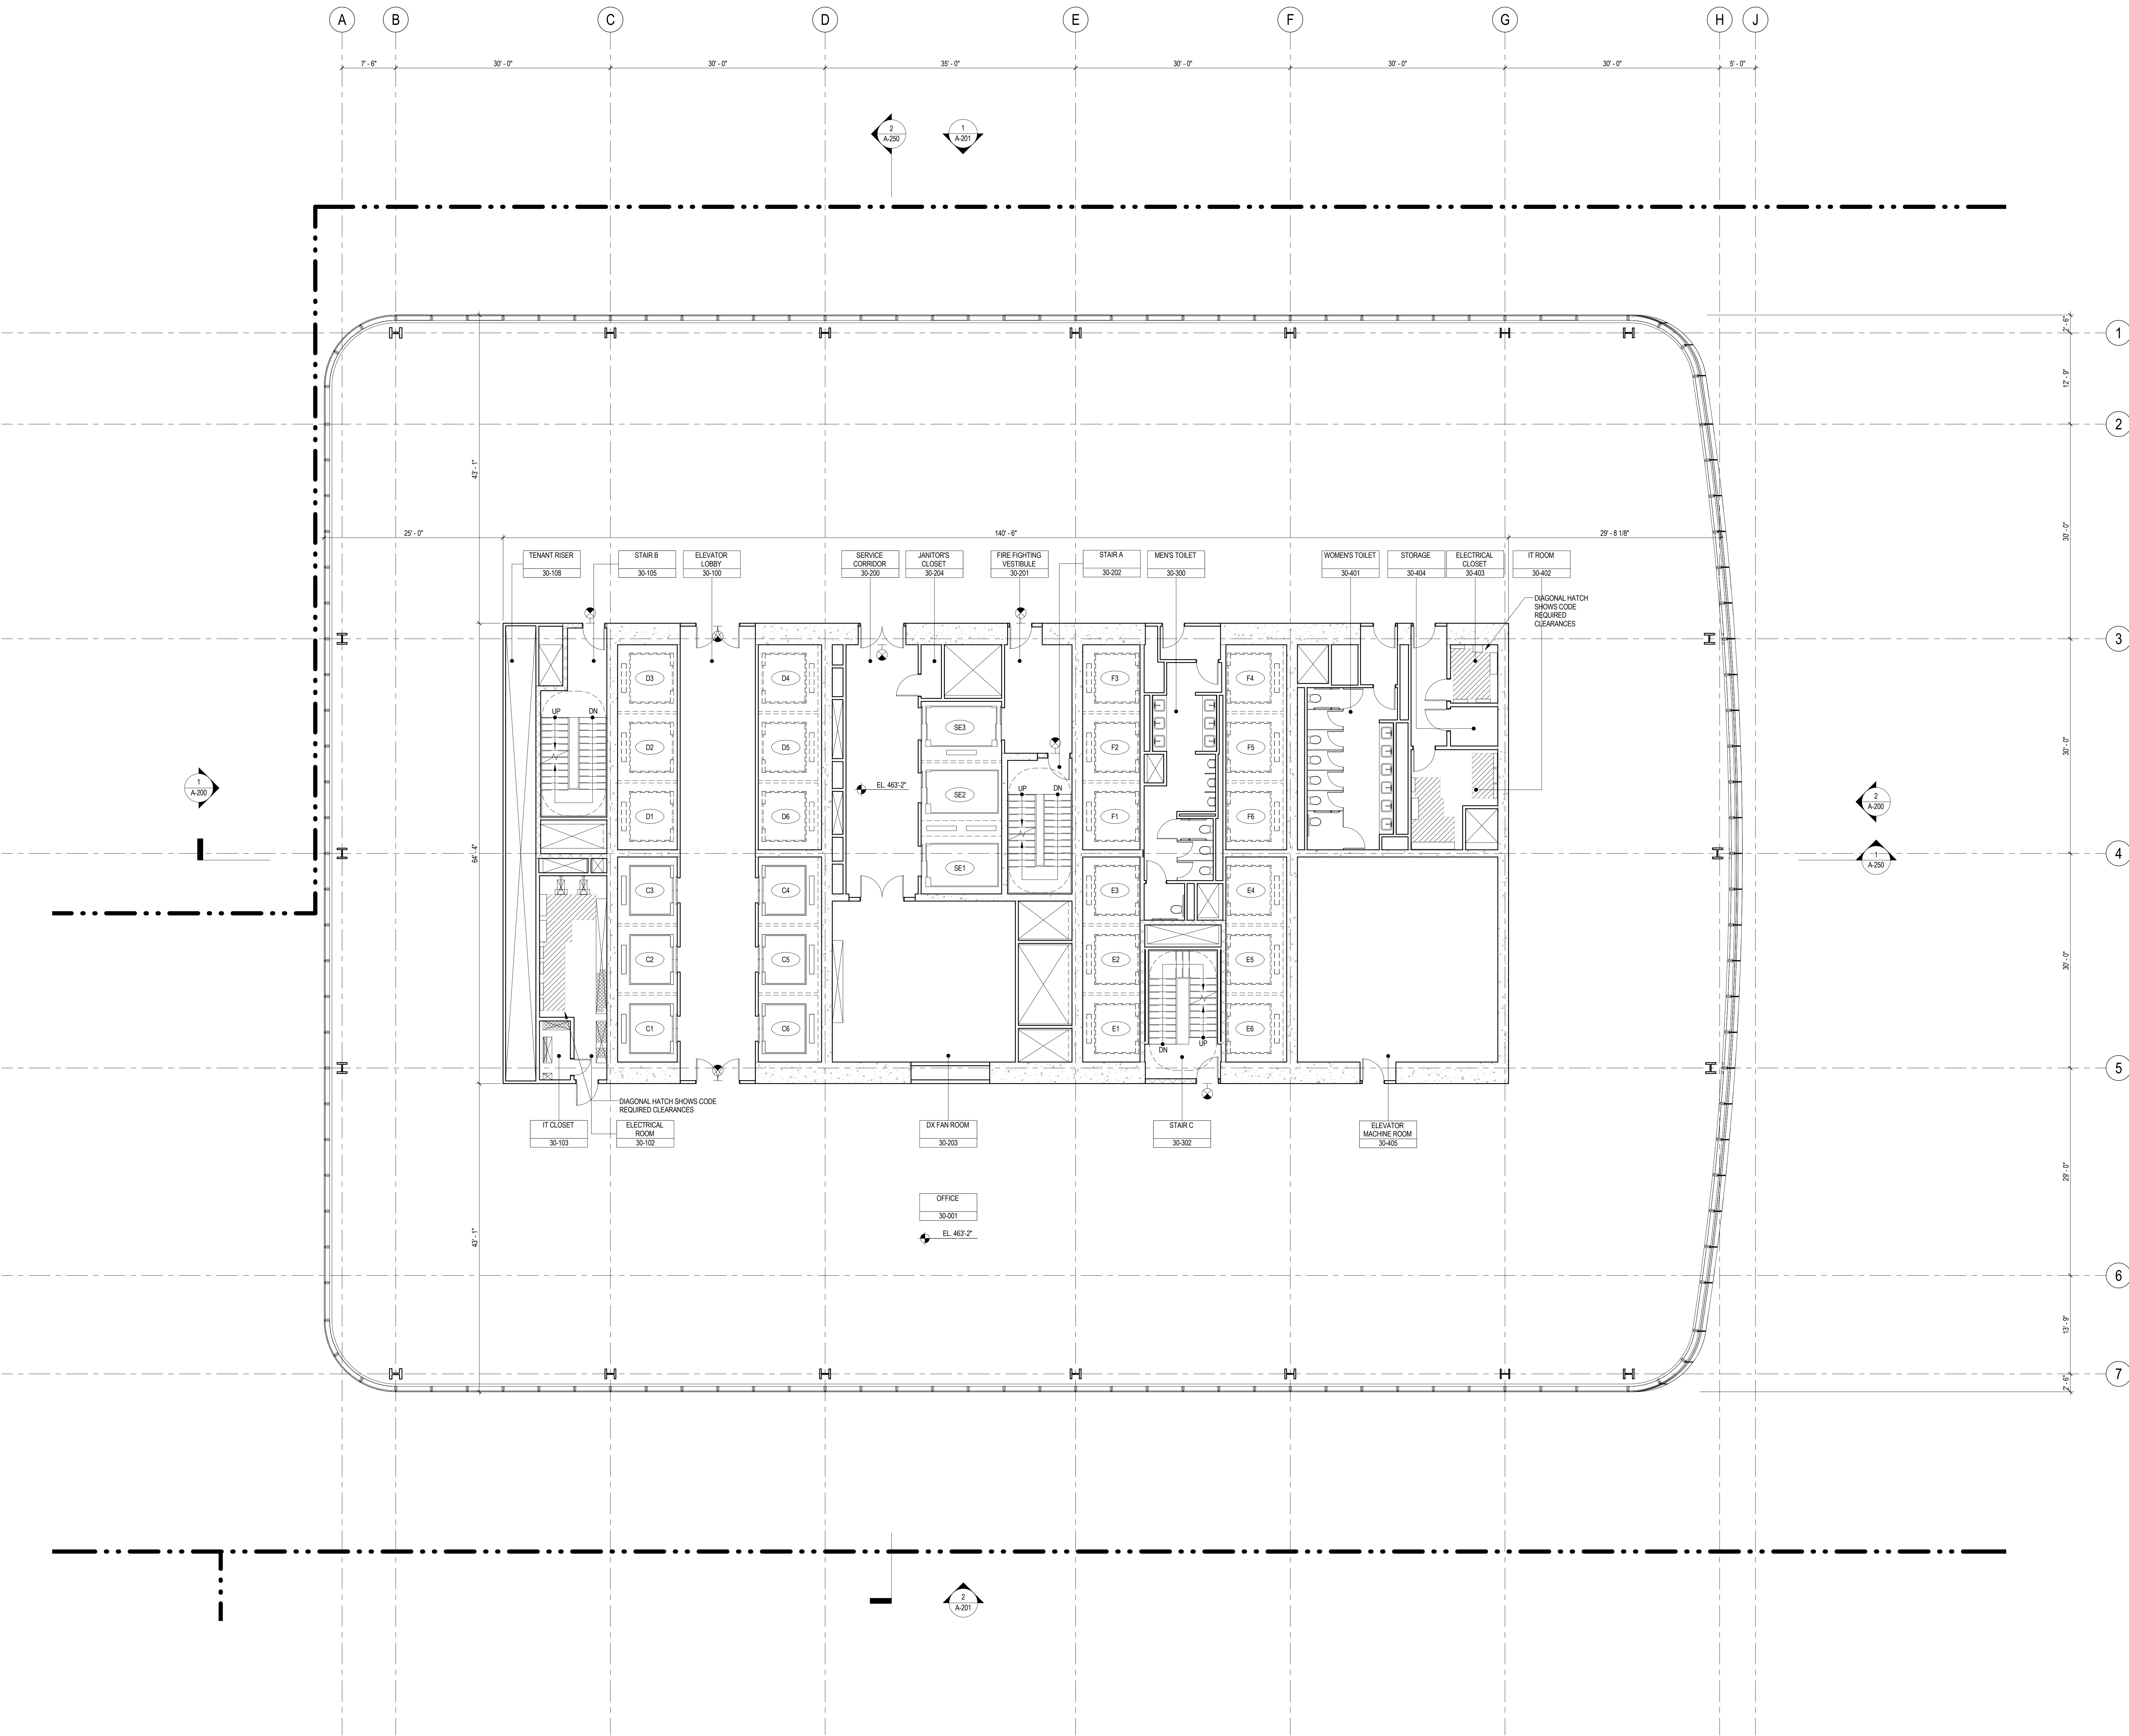 A
B
C
D
E
F
G
H
J
7' - 6"
30' - 0"
30' - 0"
35' - 0"
30' - 0"
30' - 0"
30' - 0"
5' - 0"
2
A-250
1
A-201
2' - 6"
1
12' - 9"
2
43' - 1"
30' - 0"
25' - 0"
140' - 6"
29' - 8 1/8"
TENANT RISER
30-108
STAIR B
30-105
ELEVATOR
LOBBY
30-100
SERVICE
CORRIDOR
30-200
JANITOR'S
CLOSET
30-204
FIRE FIGHTING
VESTIBULE
30-201
STAIR A
30-202
MEN'S TOILET
30-300
WOMEN'S TOILET
30-401
STORAGE
30-404
ELECTRICAL
CLOSET
30-403
IT ROOM
30-402
DIAGONAL HATCH
SHOWS CODE
REQUIRED
CLEARANCES
3
D3
D4
F3
F4
UP
DN
SE3
D2
D5
F2
F5
30' - 0"
1
A-200
EL. 463'-2"
SE2
UP
DN
2
A-200
D1
D6
F1
F6
64' - 4"
4
1
A-250
SE1
C3
C4
E3
E4
C2
C5
E2
E5
30' - 0"
C1
C6
E1
E6
DN
UP
5
DIAGONAL HATCH SHOWS CODE
REQUIRED CLEARANCES
IT CLOSET
30-103
ELECTRICAL
ROOM
30-102
DX FAN ROOM
30-203
STAIR C
30-302
ELEVATOR
MACHINE ROOM
30-405
29' - 0"
OFFICE
30-001
EL. 463'-2"
43' - 1"
6
13' - 9"
7
2' - 6"
2
A-201